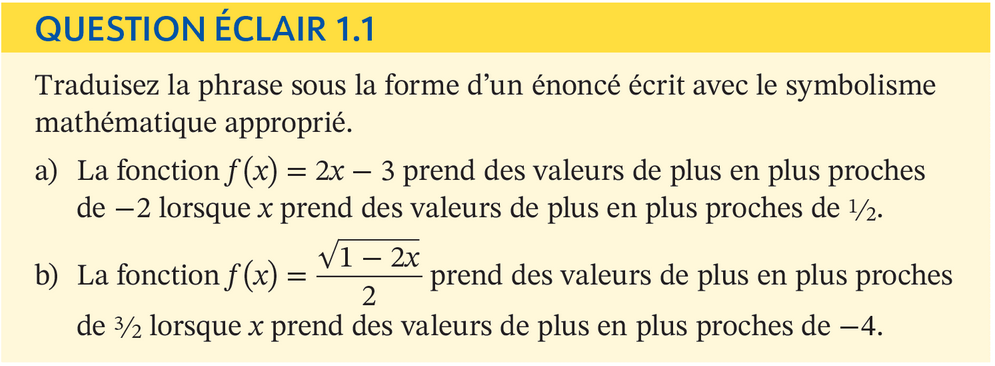 QUESTION ÉCLAIR 1.1
Traduisez la phrase sous la forme d’un énoncé écrit avec le symbolisme
mathématique approprié.
a) La fonction f(x) = 2x − 3 prend des valeurs de plus en plus proches
de −2 lorsque x prend des valeurs de plus en plus proches de 1/2.
b) La fonction f(x) = √(1 − 2x)/2 prend des valeurs de plus en plus proches
de 3/2 lorsque x prend des valeurs de plus en plus proches de −4.